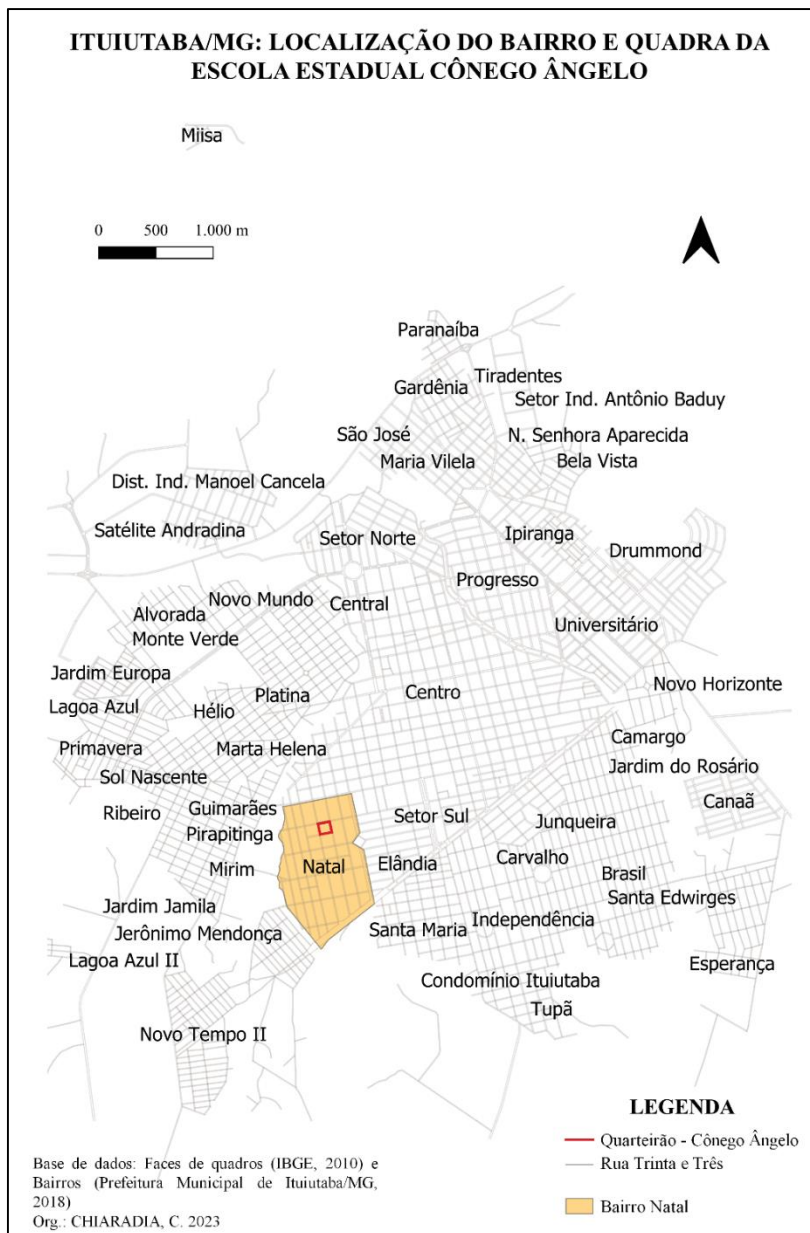 ITUIUTABA/MG: LOCALIZAÇÃO DO BAIRRO E QUADRA DA
ESCOLA ESTADUAL CÔNEGO ÂNGELO
Miisa
0 500 1.000 m
Paranaíba
Tiradentes
Gardênia
Setor Ind. Antônio Baduy
São José
N. Senhora Aparecida
Maria Vilela
Bela Vista
Dist. Ind. Manoel Cancela
Satélite Andradina
Setor Norte
Ipiranga
Drummond
Progresso
Novo Mundo
Central
Alvorada
Universitário
Monte Verde
Jardim Europa
Novo Horizonte
Platina
Centro
Lagoa Azul
Hélio
Camargo
Primavera
Marta Helena
Jardim do Rosário
Sol Nascente
Canaã
Guimarães
Ribeiro
Setor Sul
Junqueira
Pirapitinga
Carvalho
Mirim
Natal
Elândia
Brasil
Santa Edwirges
Jardim Jamila
Independência
Santa Maria
Jerônimo Mendonça
Lagoa Azul II
Esperança
Condomínio Ituiutaba
Tupã
Novo Tempo II
LEGENDA
Quarteirão - Cônego Ângelo
Rua Trinta e Três
Bairro Natal
Base de dados: Faces de quadros (IBGE, 2010) e
Bairros (Prefeitura Municipal de Ituiutaba/MG,
2018)
Org.: CHIARADIA, C. 2023